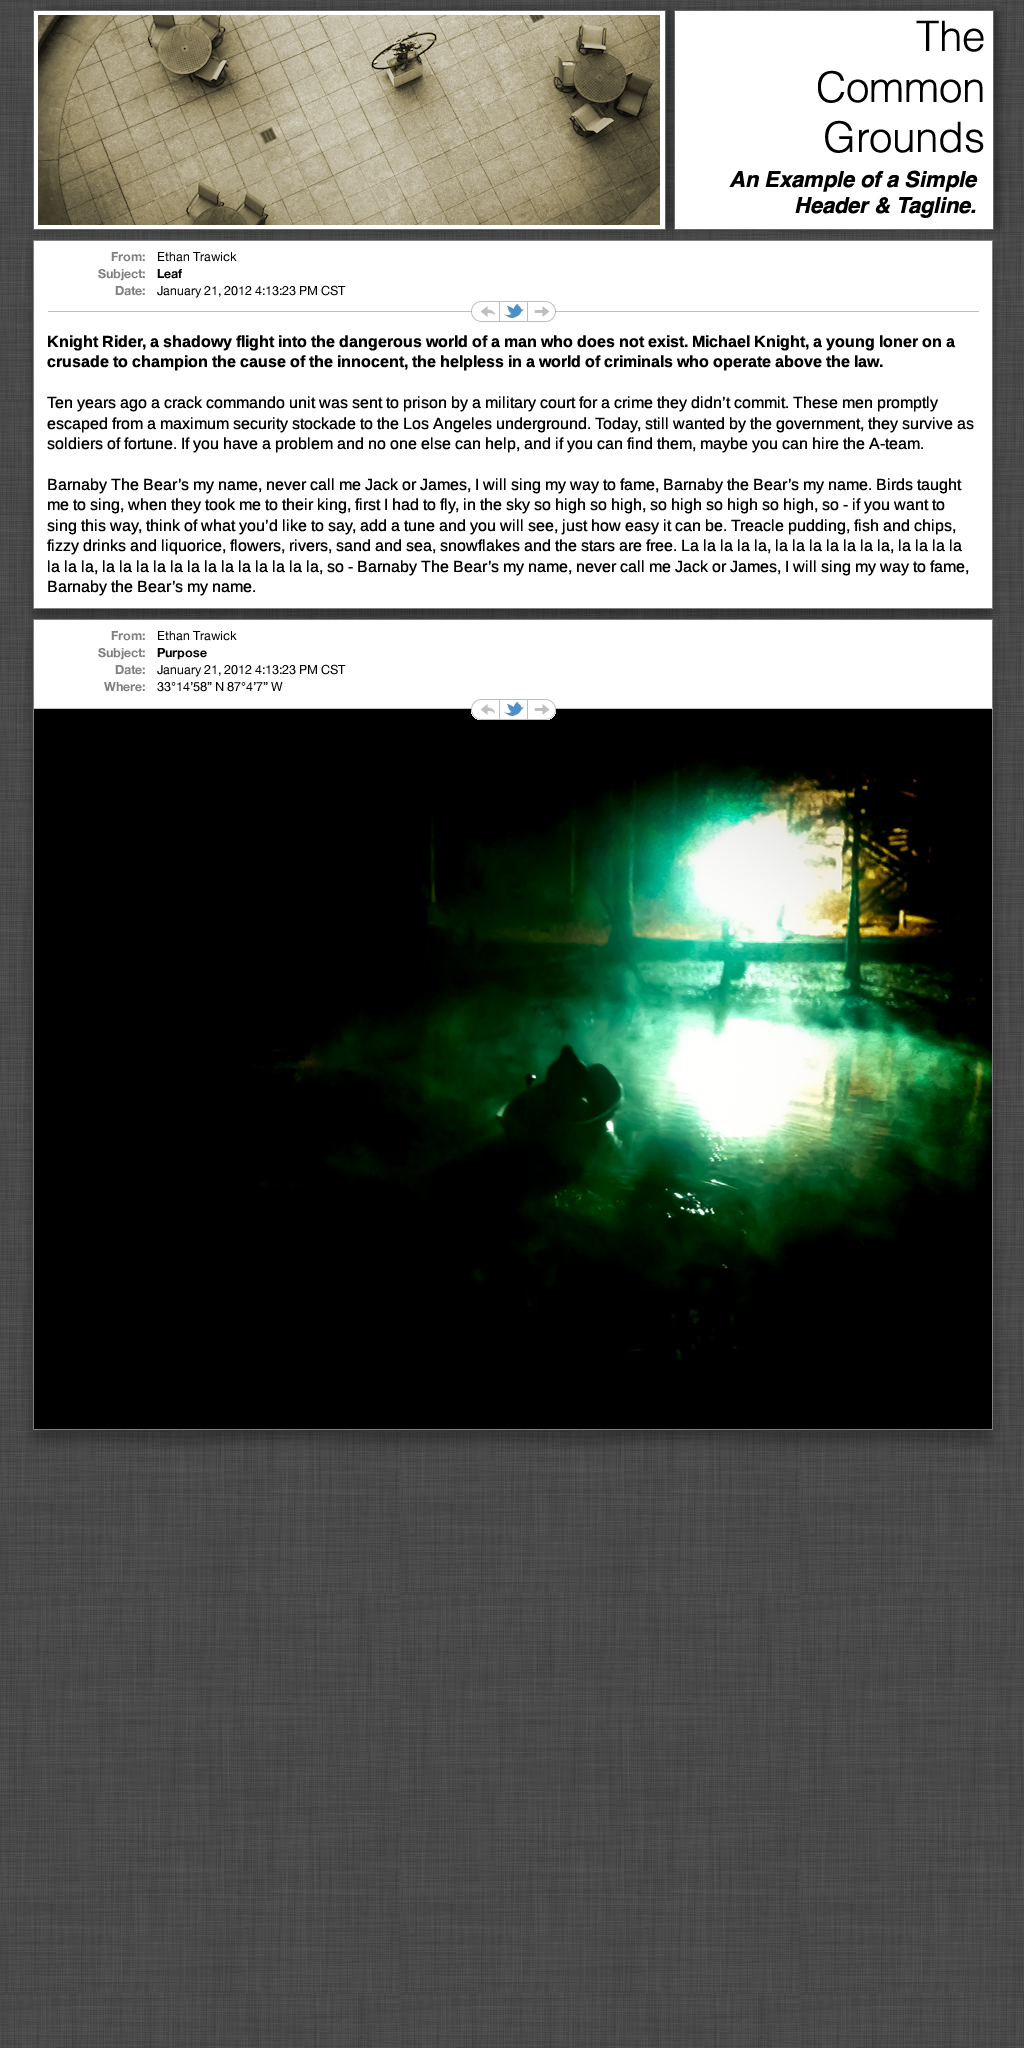 The
Common
Grounds
An Example of a Simple
Header & Tagline.
From: Ethan Trawick
Subject: Leaf
Date: January 21, 2012 4:13:23 PM CST
Knight Rider, a shadowy flight into the dangerous world of a man who does not exist. Michael Knight, a young loner on a
crusade to champion the cause of the innocent, the helpless in a world of criminals who operate above the law.
Ten years ago a crack commando unit was sent to prison by a military court for a crime they didn’t commit. These men promptly
escaped from a maximum security stockade to the Los Angeles underground. Today, still wanted by the government, they survive as
soldiers of fortune. If you have a problem and no one else can help, and if you can find them, maybe you can hire the A-team.
Barnaby The Bear’s my name, never call me Jack or James, I will sing my way to fame, Barnaby the Bear’s my name. Birds taught
me to sing, when they took me to their king, first I had to fly, in the sky so high so high, so high so high so high, so - if you want to
sing this way, think of what you’d like to say, add a tune and you will see, just how easy it can be. Treacle pudding, fish and chips,
fizzy drinks and liquorice, flowers, rivers, sand and sea, snowflakes and the stars are free. La la la la la, la la la la la la la, la la la la
la la la, la la la la la la la la la la la la la, so - Barnaby The Bear’s my name, never call me Jack or James, I will sing my way to fame,
Barnaby the Bear’s my name.
From: Ethan Trawick
Subject: Purpose
Date: January 21, 2012 4:13:23 PM CST
Where: 33°14’58” N 87°4’7” W